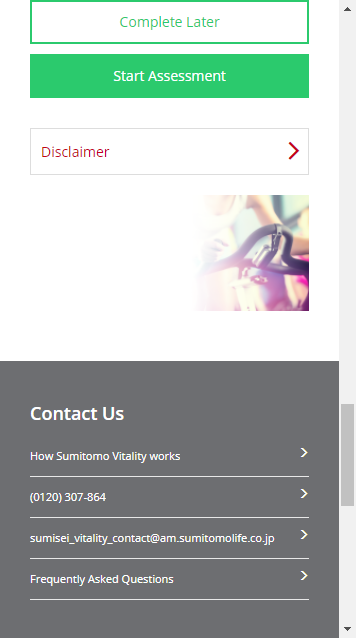 Complete Later
Start Assessment
Disclaimer
Contact Us
How Sumitomo Vitality works
(0120) 307-864
sumisei_vitality_contact@am.sumitomolife.co.jp
Frequently Asked Questions